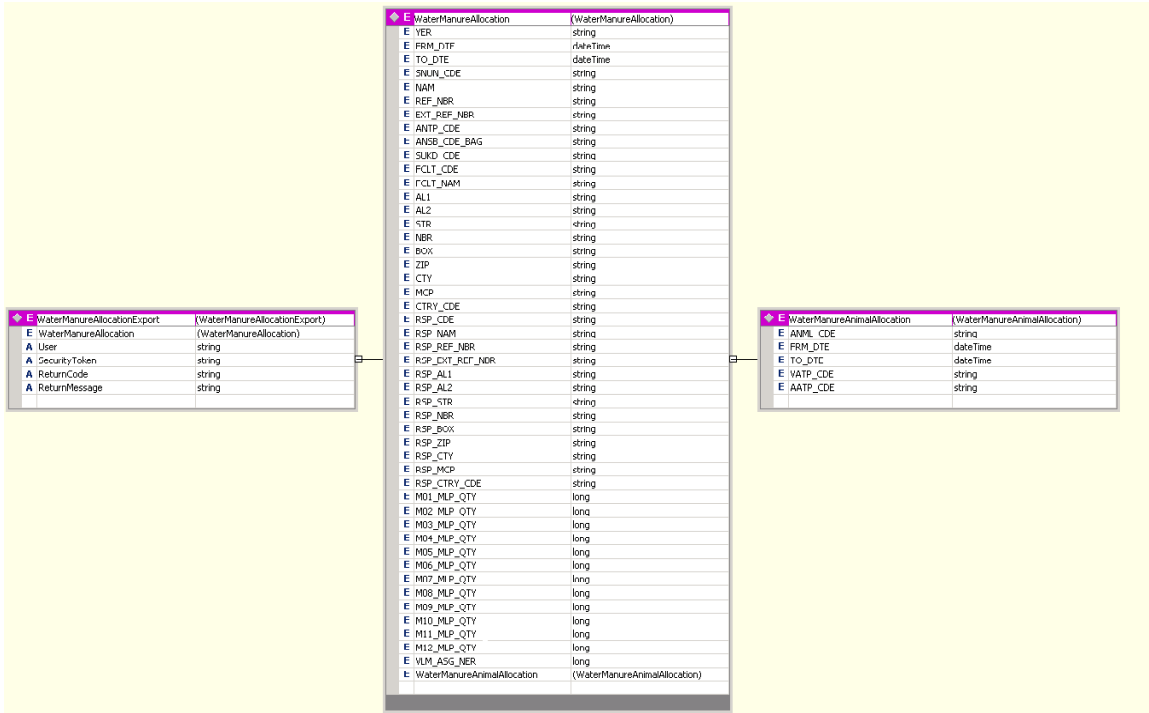 E WaterManureAllocationExport (WaterManureAllocationExport)
E WaterManureAllocation (WaterManureAllocation)
A User string
A SecurityToken string
A ReturnCode string
A ReturnMessage string
E WaterManureAllocation (WaterManureAllocation)
E YER string
E FRM_DTE dateTime
E TO_DTE dateTime
E SNUN_CDE string
E NAM string
E REF_NBR string
E EXT_REF_NBR string
E ANTP_CDE string
E ANSB_CDE_BAG string
E SUKD_CDE string
E FCLT_CDE string
E FCLT_NAM string
E AL1 string
E AL2 string
E STR string
E NBR string
E BOX string
E ZIP string
E CTY string
E MCP string
E CTRY_CDE string
E RSP_CDE string
E RSP_NAM string
E RSP_REF_NBR string
E RSP_EXT_REF_NBR string
E RSP_AL1 string
E RSP_AL2 string
E RSP_STR string
E RSP_NBR string
E RSP_BOX string
E RSP_ZIP string
E RSP_CTY string
E RSP_MCP string
E RSP_CTRY_CDE string
E M01_MLP_QTY long
E M02_MLP_QTY long
E M03_MLP_QTY long
E M04_MLP_QTY long
E M05_MLP_QTY long
E M06_MLP_QTY long
E M07_MLP_QTY long
E M08_MLP_QTY long
E M09_MLP_QTY long
E M10_MLP_QTY long
E M11_MLP_QTY long
E M12_MLP_QTY long
E VLM_ASG_NER long
E WaterManureAnimalAllocation (WaterManureAnimalAllocation)
E WaterManureAnimalAllocation (WaterManureAnimalAllocation)
E ANML_CDE string
E FRM_DTE dateTime
E TO_DTE dateTime
E VATP_CDE string
E AATP_CDE string